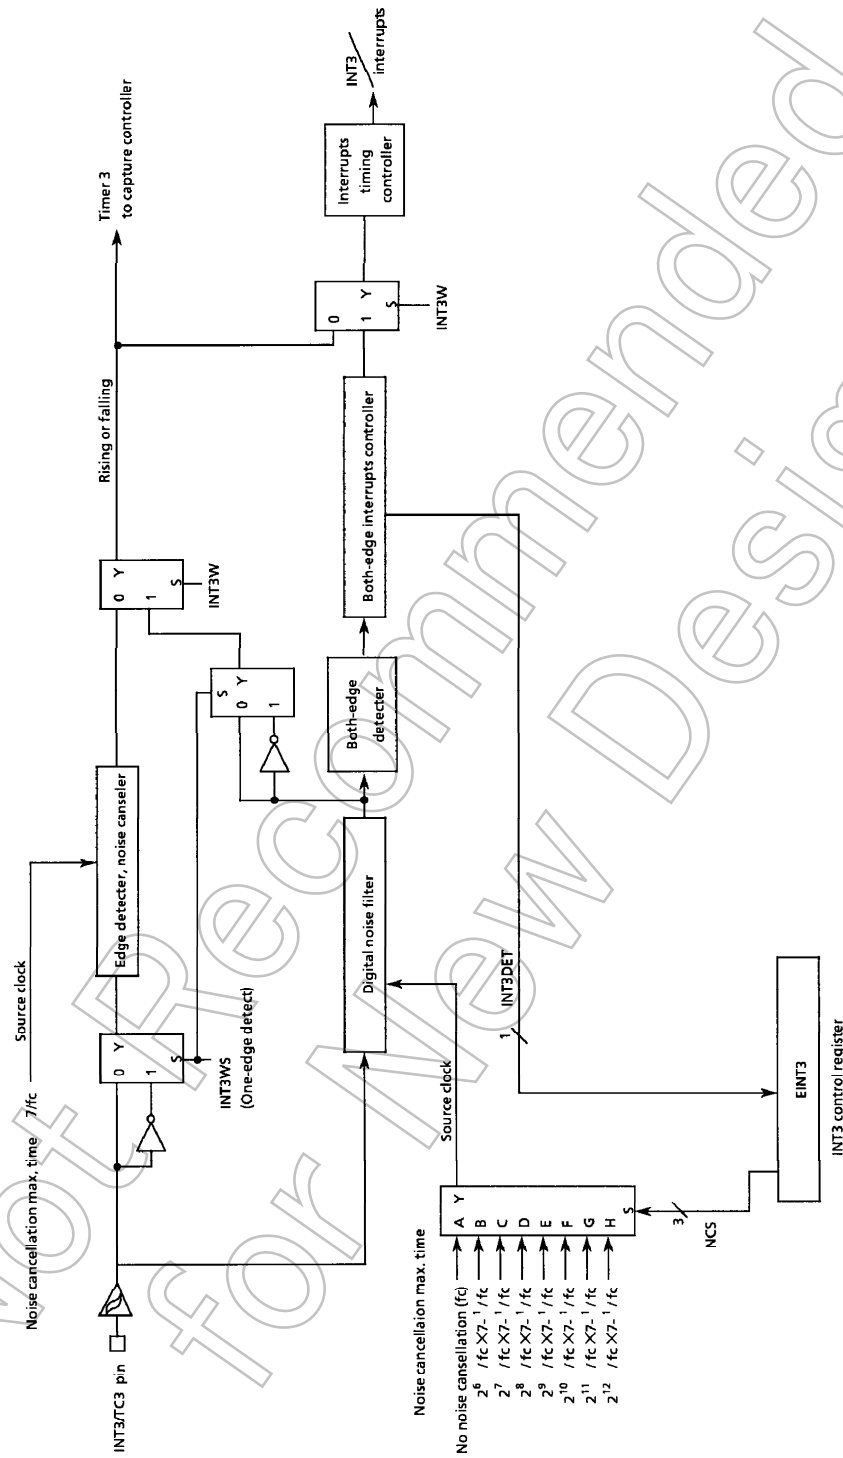 INT3/TC3 pin
Noise cancellation max, time 7/fc
Source clock
0 Y
1
S
INT3WS
(One-edge detect)
Edge detecter, noise canseler
S
0 Y
1
0 Y
1
S
INT3W
Rising or falling
Timer 3
to capture controller
Digital noise filter
Both-edge
detecter
Both-edge interrupts controller
0
1 Y
S
INT3W
Interrupts
timing
controller
INT3
interrupts
Noise cancellaion max. time
No noise cansellation (fc)
2^6 /fc X7-1/fc
2^7 /fc X7-1/fc
2^8 /fc X7-1/fc
2^9 /fc X7-1/fc
2^10 /fc X7-1/fc
2^11 /fc X7-1/fc
2^12 /fc X7-1/fc
A Y
B
C
D
E
F
G
H
S
Source clock
3
NCS
1
INT3DET
EINT3
INT3 control register
Not Recommended
for New Design